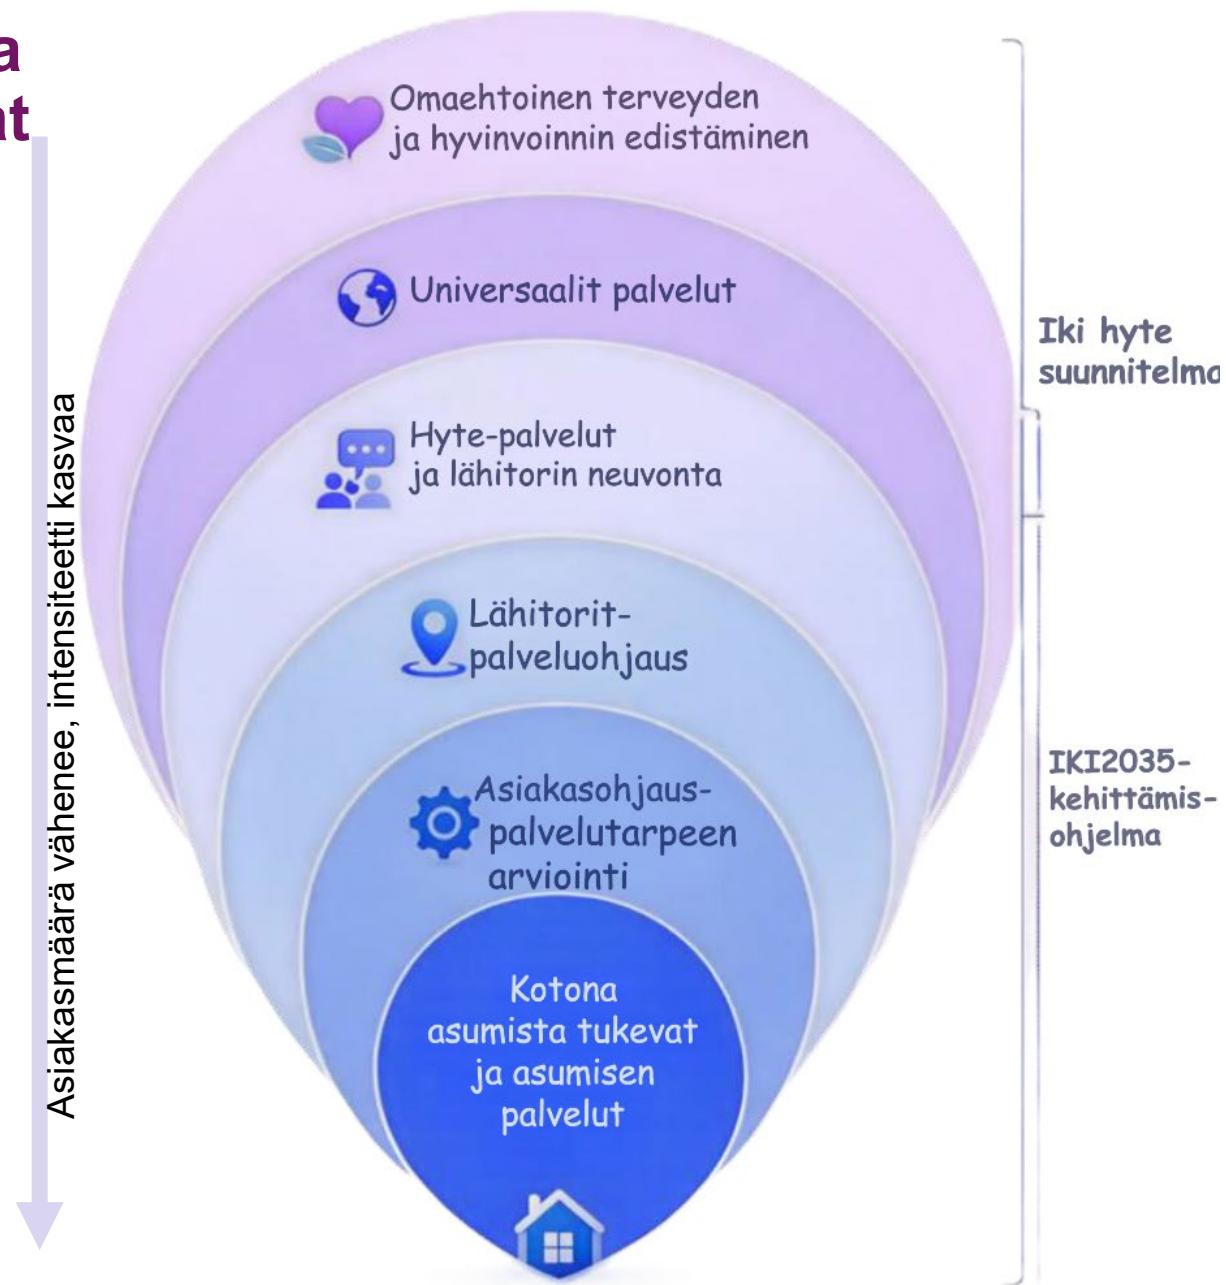 Omaehtoinen terveyden
ja hyvinvoinnin edistäminen
Universaalit palvelut
Hyte-palvelut
ja lähitorin neuvonta
Lähitorit-
palveluohjaus
Asiakasohjaus-
palvelutarpeen
arviointi
Kotona
asumista tukevat
ja asumisen
palvelut
Asiakasmäärä vähenee, intensiteetti kasvaa
Iki hyte
suunnitelma
IKI2035-
kehittämis-
ohjelma